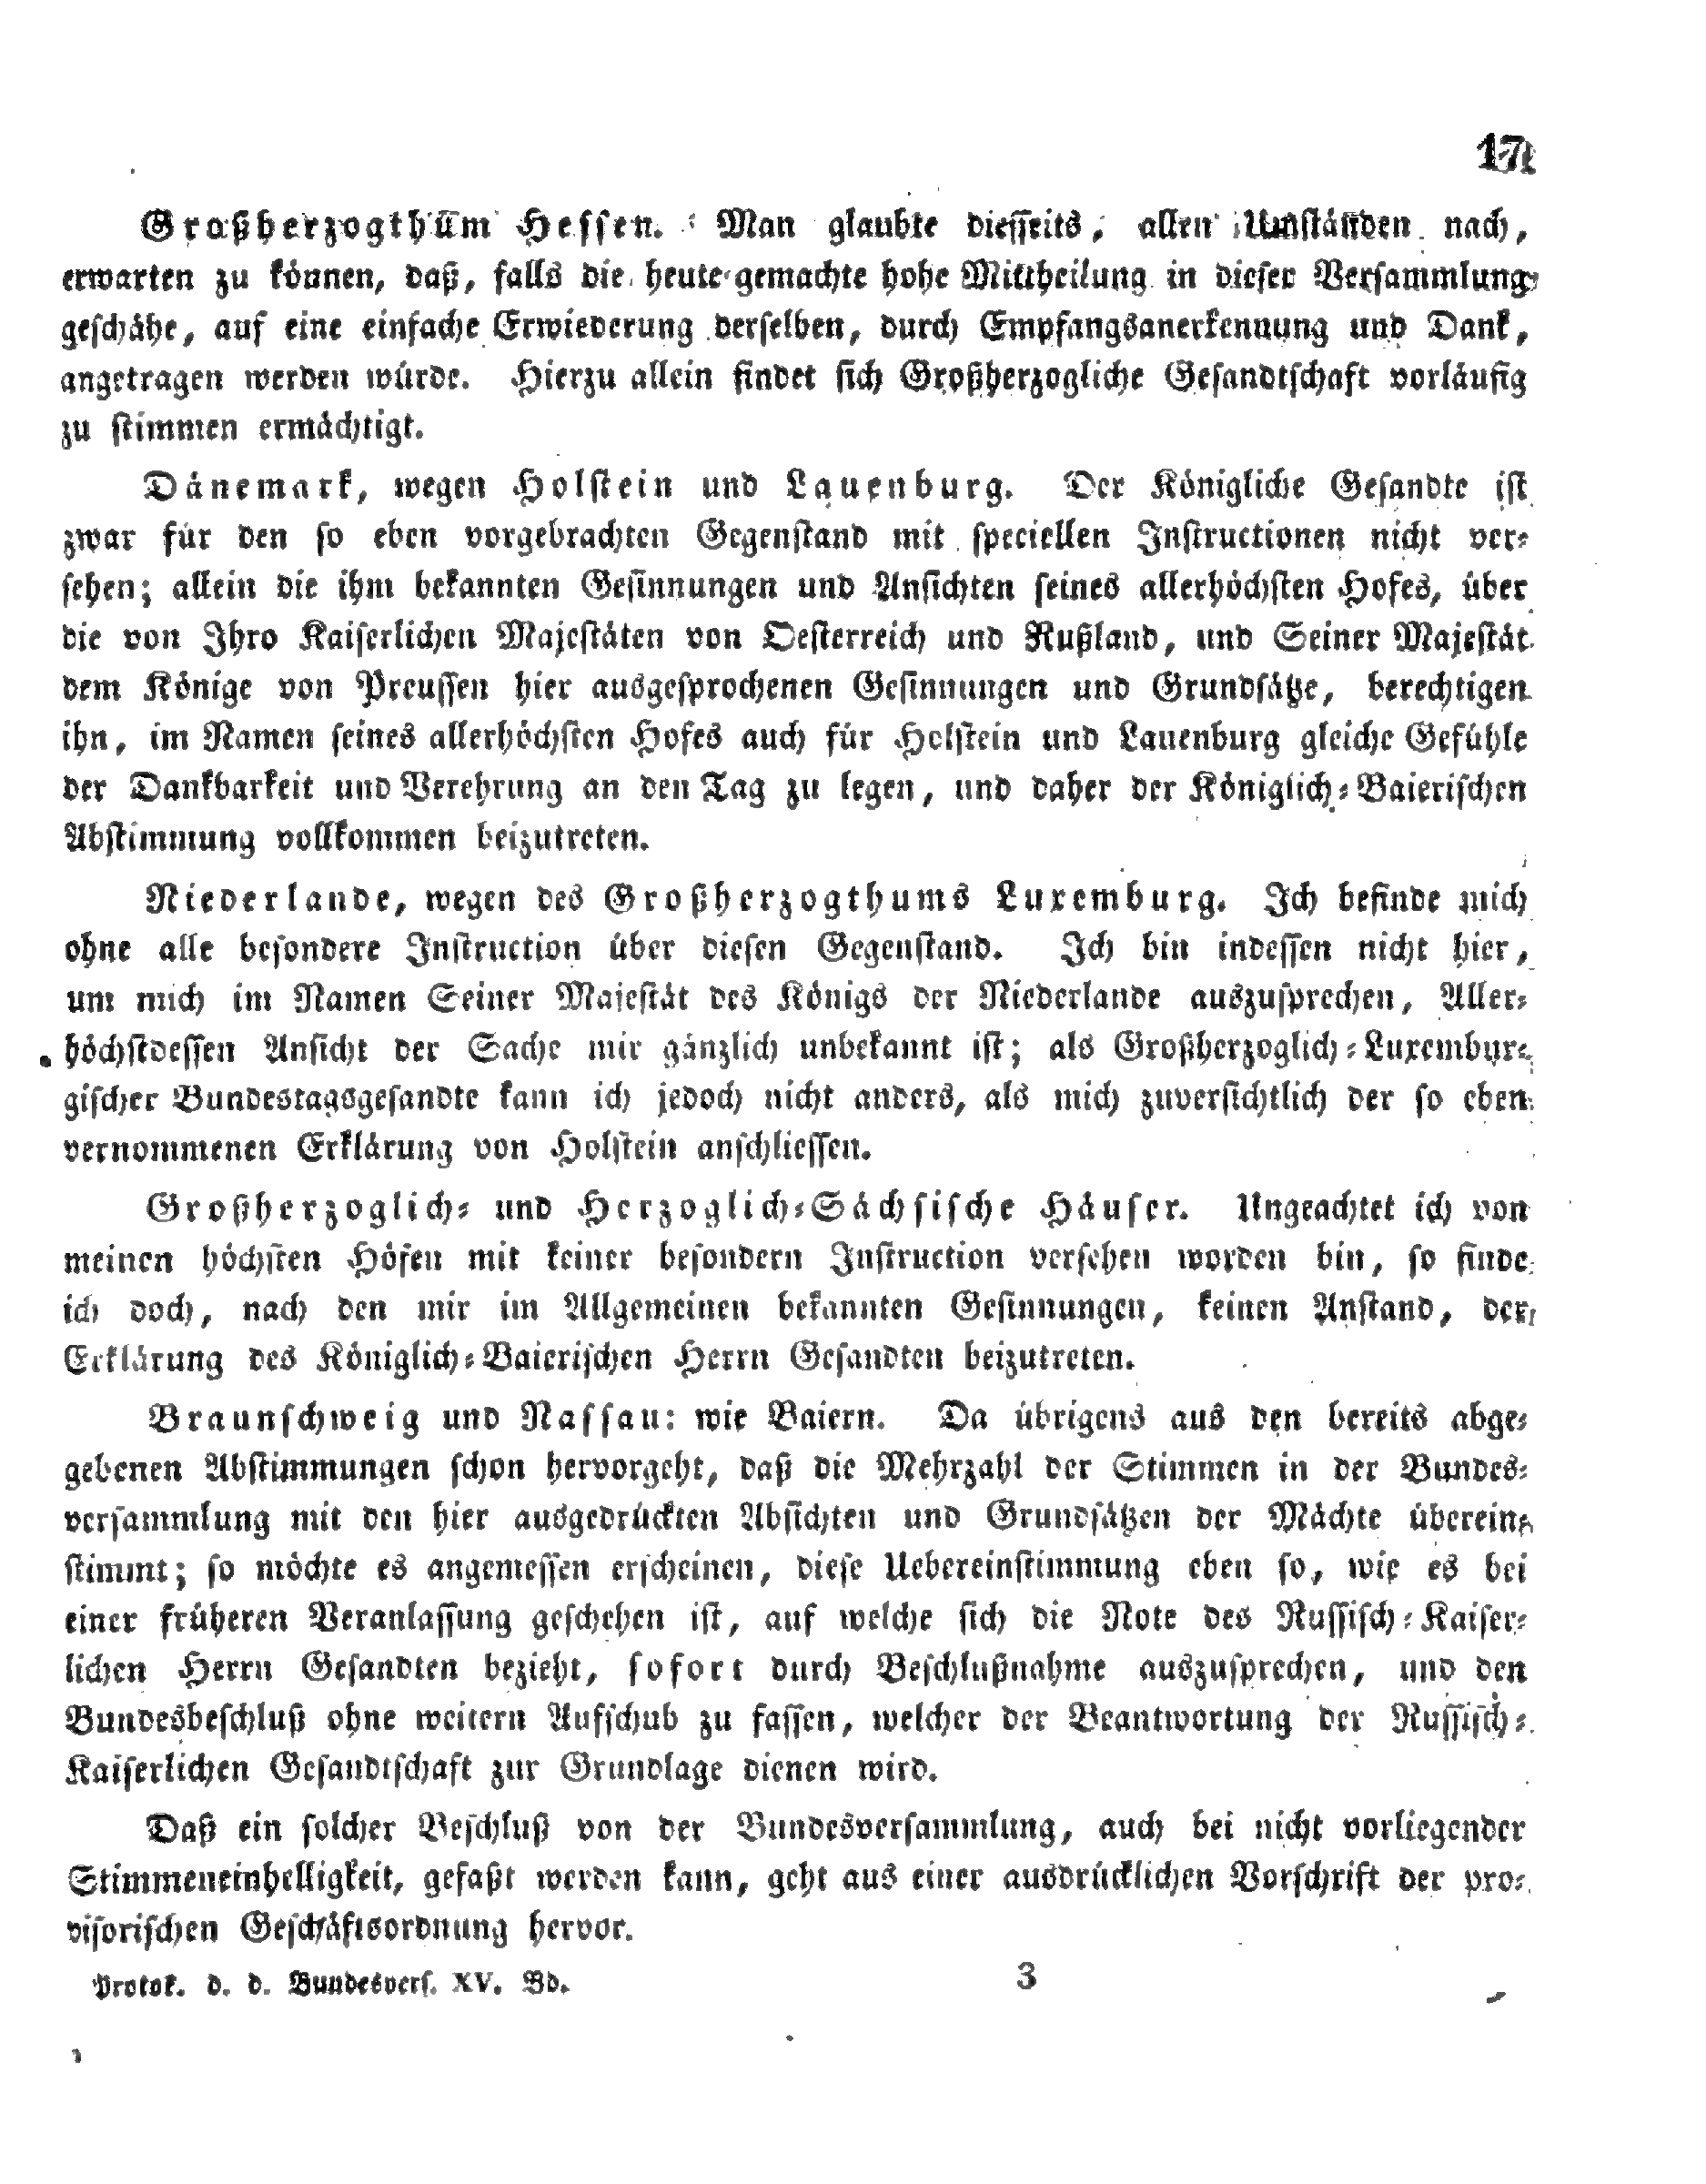 17
Großherzogthum Hessen. Man glaubte diesseits, allen Umständen nach,
erwarten zu können, daß, falls die heute gemachte hohe Mittheilung in dieser Versammlung
geschähe, auf eine einfache Erwiederung derselben, durch Empfangsanerkennung und Dank,
angetragen werden würde. Hierzu allein findet sich Großherzogliche Gesandtschaft vorläufig
zu stimmen ermächtigt.
Dänemark, wegen Holstein und Lauenburg. Der Königliche Gesandte ist
zwar für den so eben vorgebrachten Gegenstand mit speciellen Instructionen nicht ver-
sehen; allein die ihm bekannten Gesinnungen und Ansichten seines allerhöchsten Hofes, über
die von Ihro Kaiserlichen Majestäten von Oesterreich und Rußland, und Seiner Majestät
dem Könige von Preussen hier ausgesprochenen Gesinnungen und Grundsätze, berechtigen
ihn, im Namen seines allerhöchsten Hofes auch für Holstein und Lauenburg gleiche Gefühle
der Dankbarkeit und Verehrung an den Tag zu legen, und daher der Königlich-Baierischen
Abstimmung vollkommen beizutreten.
Niederlande, wegen des Großherzogthums Luxemburg. Ich befinde mich
ohne alle besondere Instruction über diesen Gegenstand. Ich bin indessen nicht hier,
um mich im Namen Seiner Majestät des Königs der Niederlande auszusprechen, Aller-
höchstdessen Ansicht der Sache mir gänzlich unbekannt ist; als Großherzoglich-Luxembur-
gischer Bundestagsgesandte kann ich jedoch nicht anders, als mich zuversichtlich der so eben
vernommenen Erklärung von Holstein anschliessen.
Großherzoglich- und Herzoglich-Sächsische Häuser. Ungeachtet ich von
meinen höchsten Höfen mit keiner besondern Instruction versehen worden bin, so finde
ich doch, nach den mir im Allgemeinen bekannten Gesinnungen, keinen Anstand, der
Erklärung des Königlich-Baierischen Herrn Gesandten beizutreten.
Braunschweig und Nassau: wie Baiern. Da übrigens aus den bereits abge-
gebenen Abstimmungen schon hervorgeht, daß die Mehrzahl der Stimmen in der Bundes-
versammlung mit den hier ausgedrückten Absichten und Grundsätzen der Mächte überein-
stimmt; so möchte es angemessen erscheinen, diese Uebereinstimmung eben so, wie es bei
einer früheren Veranlassung geschehen ist, auf welche sich die Note des Russisch-Kaiser-
lichen Herrn Gesandten bezieht, sofort durch Beschlußnahme auszusprechen, und den
Bundesbeschluß ohne weitern Aufschub zu fassen, welcher der Beantwortung der Russisch-
Kaiserlichen Gesandtschaft zur Grundlage dienen wird.
Daß ein solcher Beschluß von der Bundesversammlung, auch bei nicht vorliegender
Stimmeneinhelligkeit, gefaßt werden kann, geht aus einer ausdrücklichen Vorschrift der pro-
visorischen Geschäftsordnung hervor.
Protok. d. d. Bundesvers. XV. Bd. 3